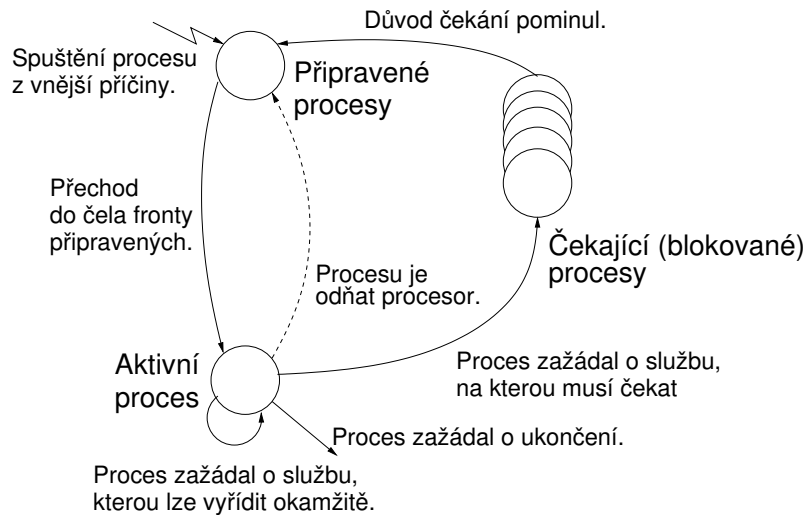 Důvod čekání pominul.
Spuštění procesu
z vnější příčiny.
Připravené
procesy
Přechod
do čela fronty
připravených.
Čekající (blokované)
procesy
Procesu je
odňat procesor.
Aktivní
proces
Proces zažádal o službu,
na kterou musí čekat
Proces zažádal o ukončení.
Proces zažádal o službu,
kterou lze vyřídit okamžitě.